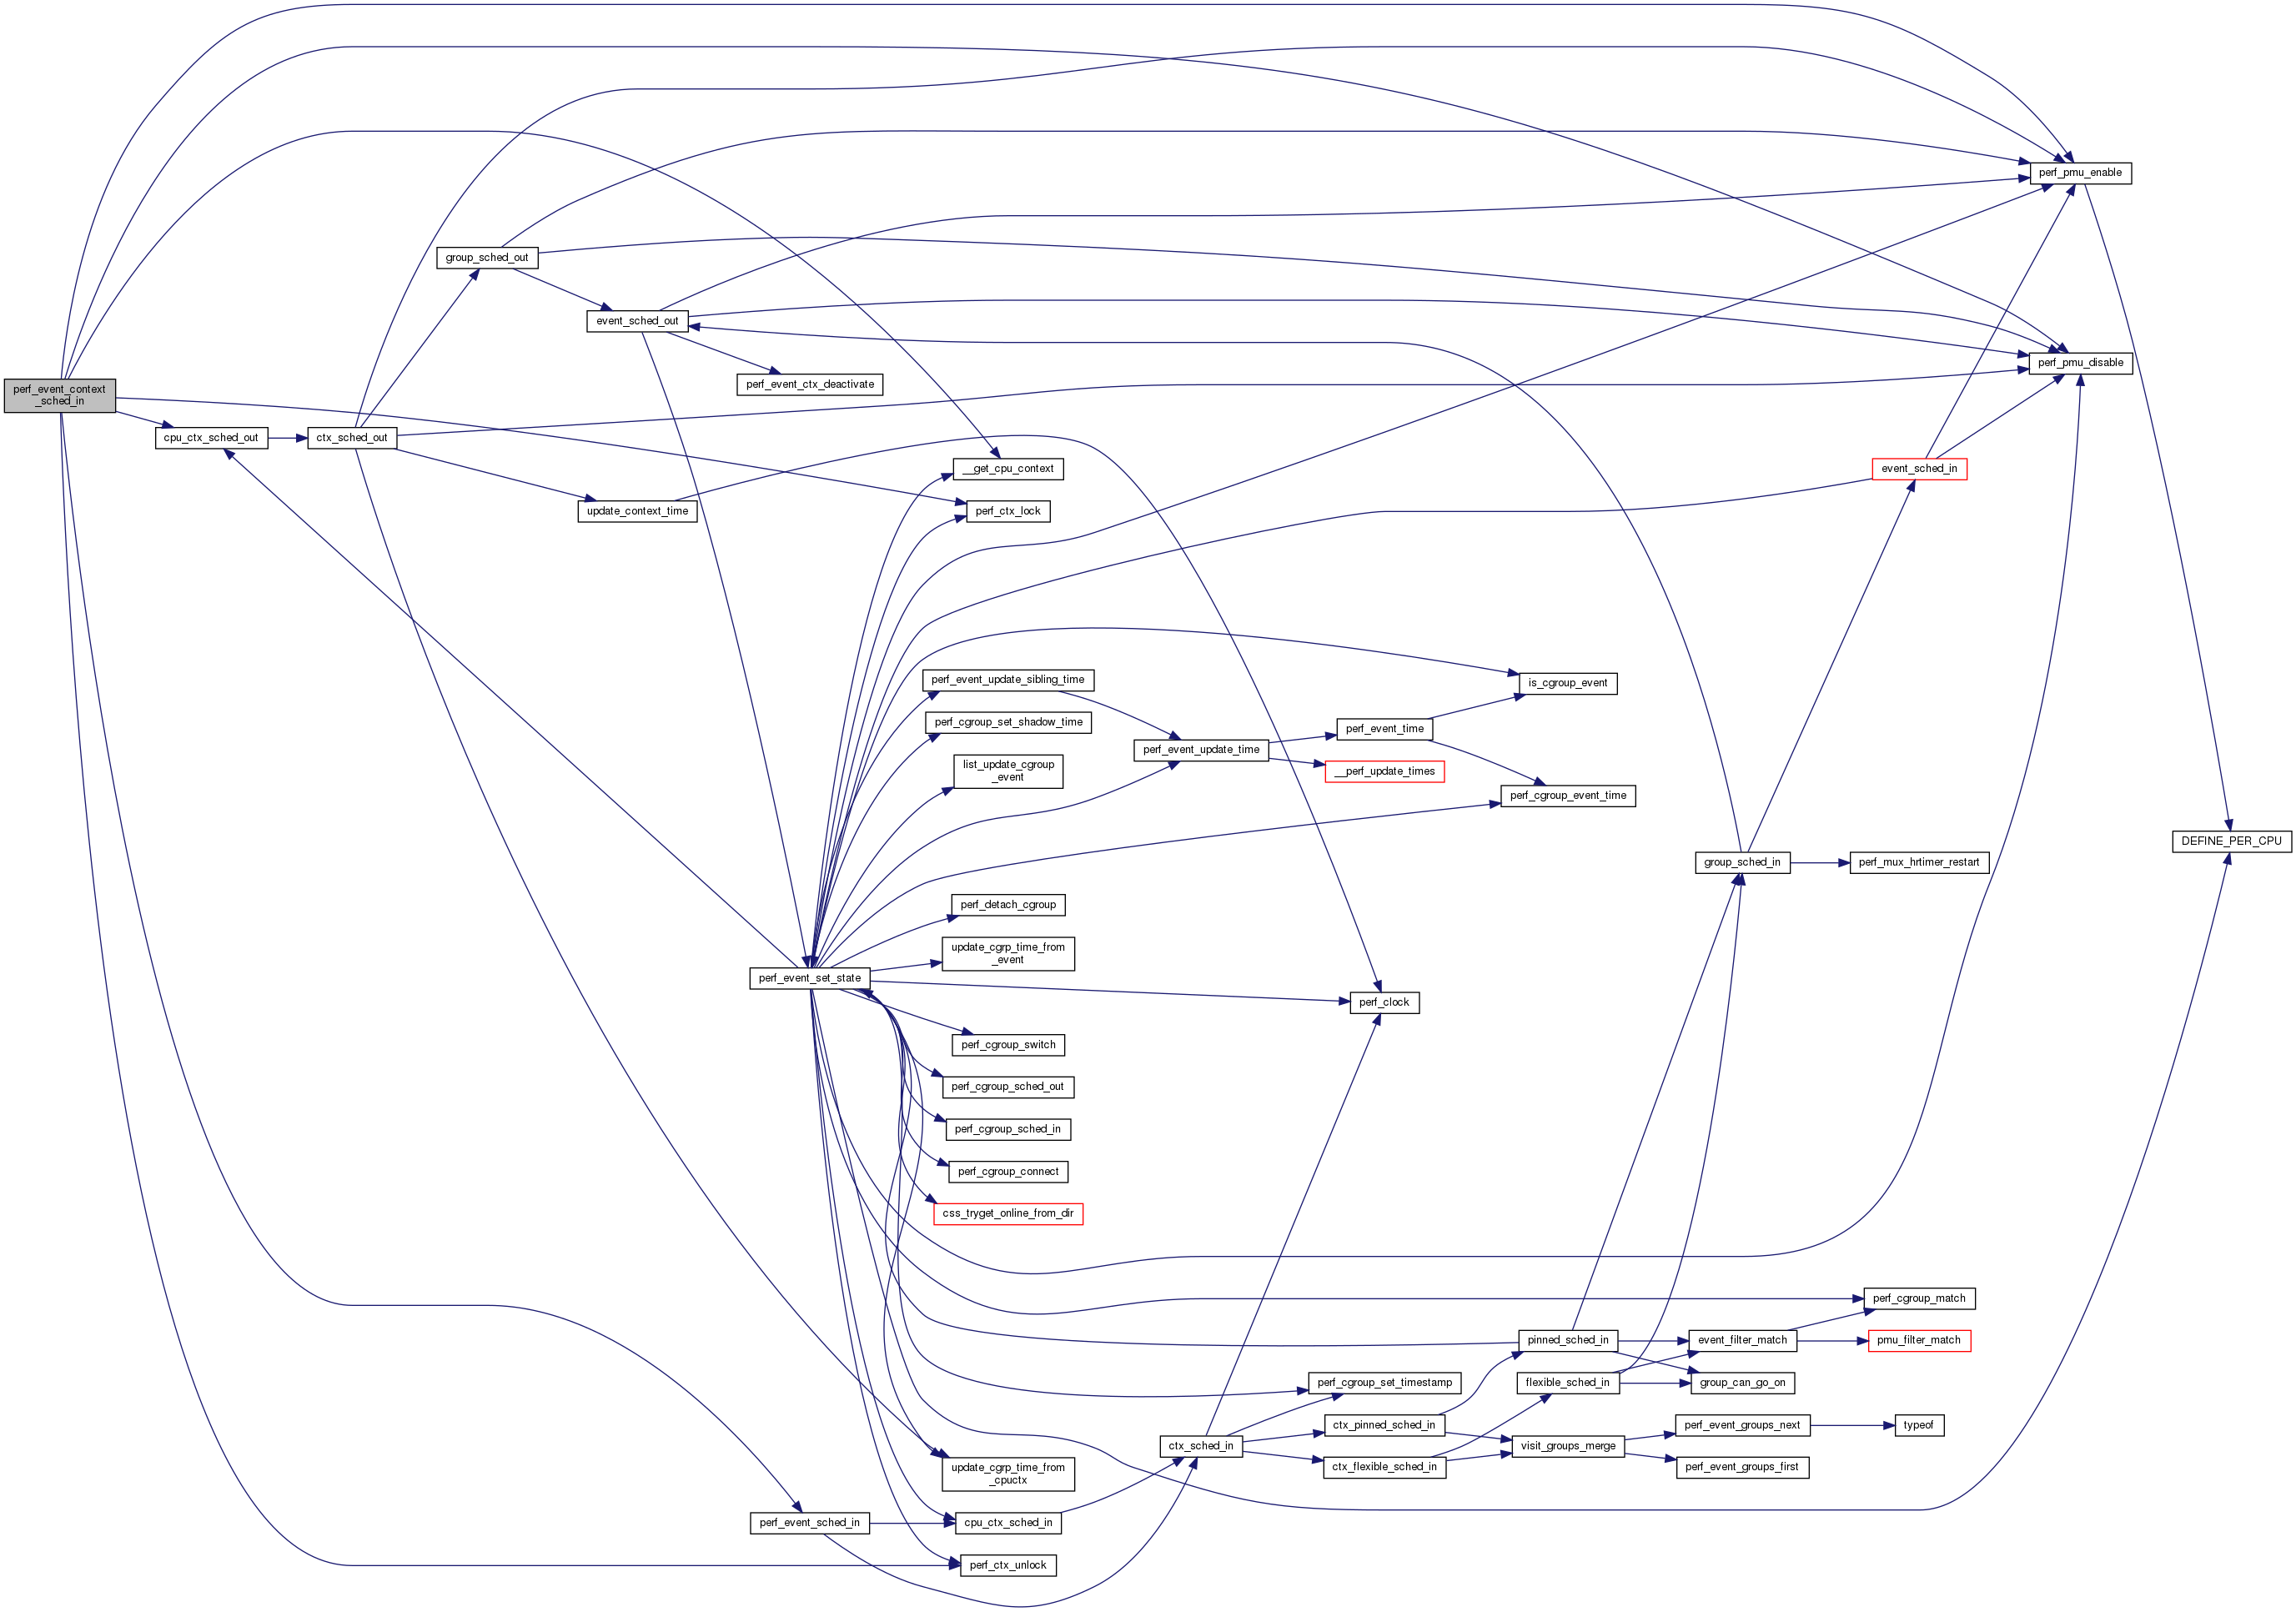 perf_pmu_enable
group_sched_out
event_sched_out
perf_pmu_disable
perf_event_context
_sched_in
perf_event_ctx_deactivate
cpu_ctx_sched_out
ctx_sched_out
__get_cpu_context
event_sched_in
update_context_time
perf_ctx_lock
perf_event_update_sibling_time
is_cgroup_event
perf_cgroup_set_shadow_time
perf_event_time
perf_event_update_time
list_update_cgroup
_event
__perf_update_times
perf_cgroup_event_time
DEFINE_PER_CPU
group_sched_in
perf_mux_hrtimer_restart
perf_detach_cgroup
update_cgrp_time_from
_event
perf_event_set_state
perf_clock
perf_cgroup_switch
perf_cgroup_sched_out
perf_cgroup_sched_in
perf_cgroup_connect
css_tryget_online_from_dir
perf_cgroup_match
pinned_sched_in
event_filter_match
pmu_filter_match
perf_cgroup_set_timestamp
flexible_sched_in
group_can_go_on
ctx_pinned_sched_in
perf_event_groups_next
typeof
ctx_sched_in
visit_groups_merge
update_cgrp_time_from
_cpuctx
ctx_flexible_sched_in
perf_event_groups_first
perf_event_sched_in
cpu_ctx_sched_in
perf_ctx_unlock